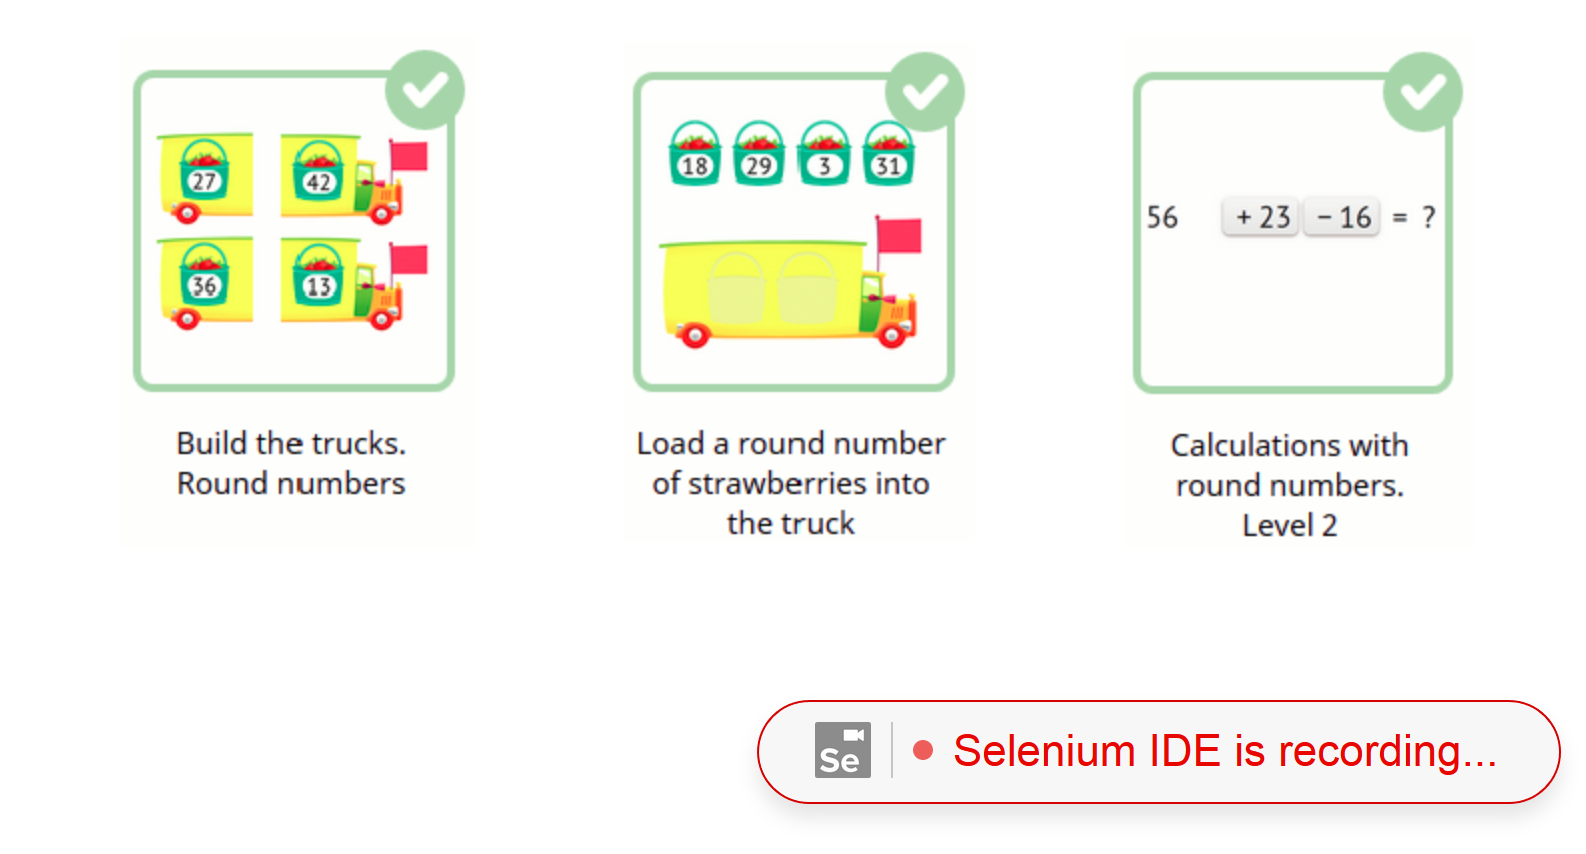 27
42
36
13
Build the trucks.
Round numbers
18
29
3
31
Load a round number
of strawberries into
the truck
56 + 23 − 16 = ?
Calculations with
round numbers.
Level 2
Se
Selenium IDE is recording...